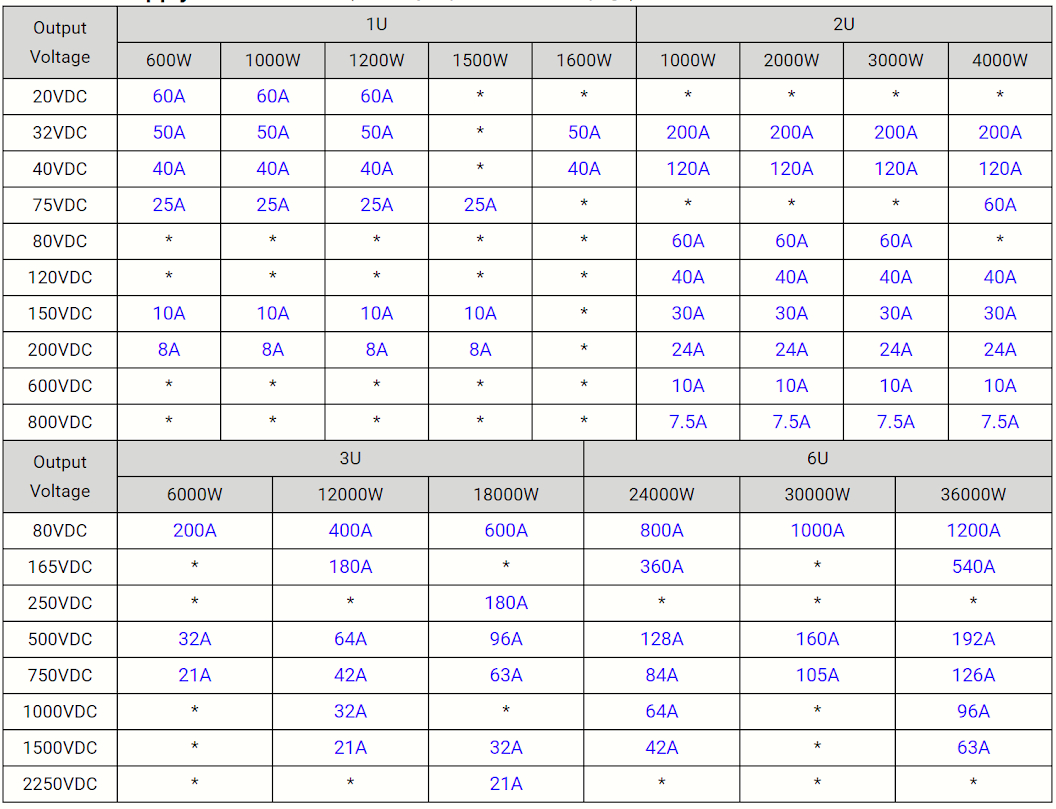 Output Voltage 1U 2U
600W 1000W 1200W 1500W 1600W 1000W 2000W 3000W 4000W
20VDC 60A 60A 60A * * * * * *
32VDC 50A 50A 50A * 50A 200A 200A 200A 200A
40VDC 40A 40A 40A * 40A 120A 120A 120A 120A
75VDC 25A 25A 25A 25A * * * * 60A
80VDC * * * * * 60A 60A 60A *
120VDC * * * * * 40A 40A 40A 40A
150VDC 10A 10A 10A 10A * 30A 30A 30A 30A
200VDC 8A 8A 8A 8A * 24A 24A 24A 24A
600VDC * * * * * 10A 10A 10A 10A
800VDC * * * * * 7.5A 7.5A 7.5A 7.5A
Output Voltage 3U 6U
6000W 12000W 18000W 24000W 30000W 36000W
80VDC 200A 400A 600A 800A 1000A 1200A
165VDC * 180A * 360A * 540A
250VDC * * 180A * * *
500VDC 32A 64A 96A 128A 160A 192A
750VDC 21A 42A 63A 84A 105A 126A
1000VDC * 32A * 64A * 96A
1500VDC * 21A 32A 42A * 63A
2250VDC * * 21A * * *